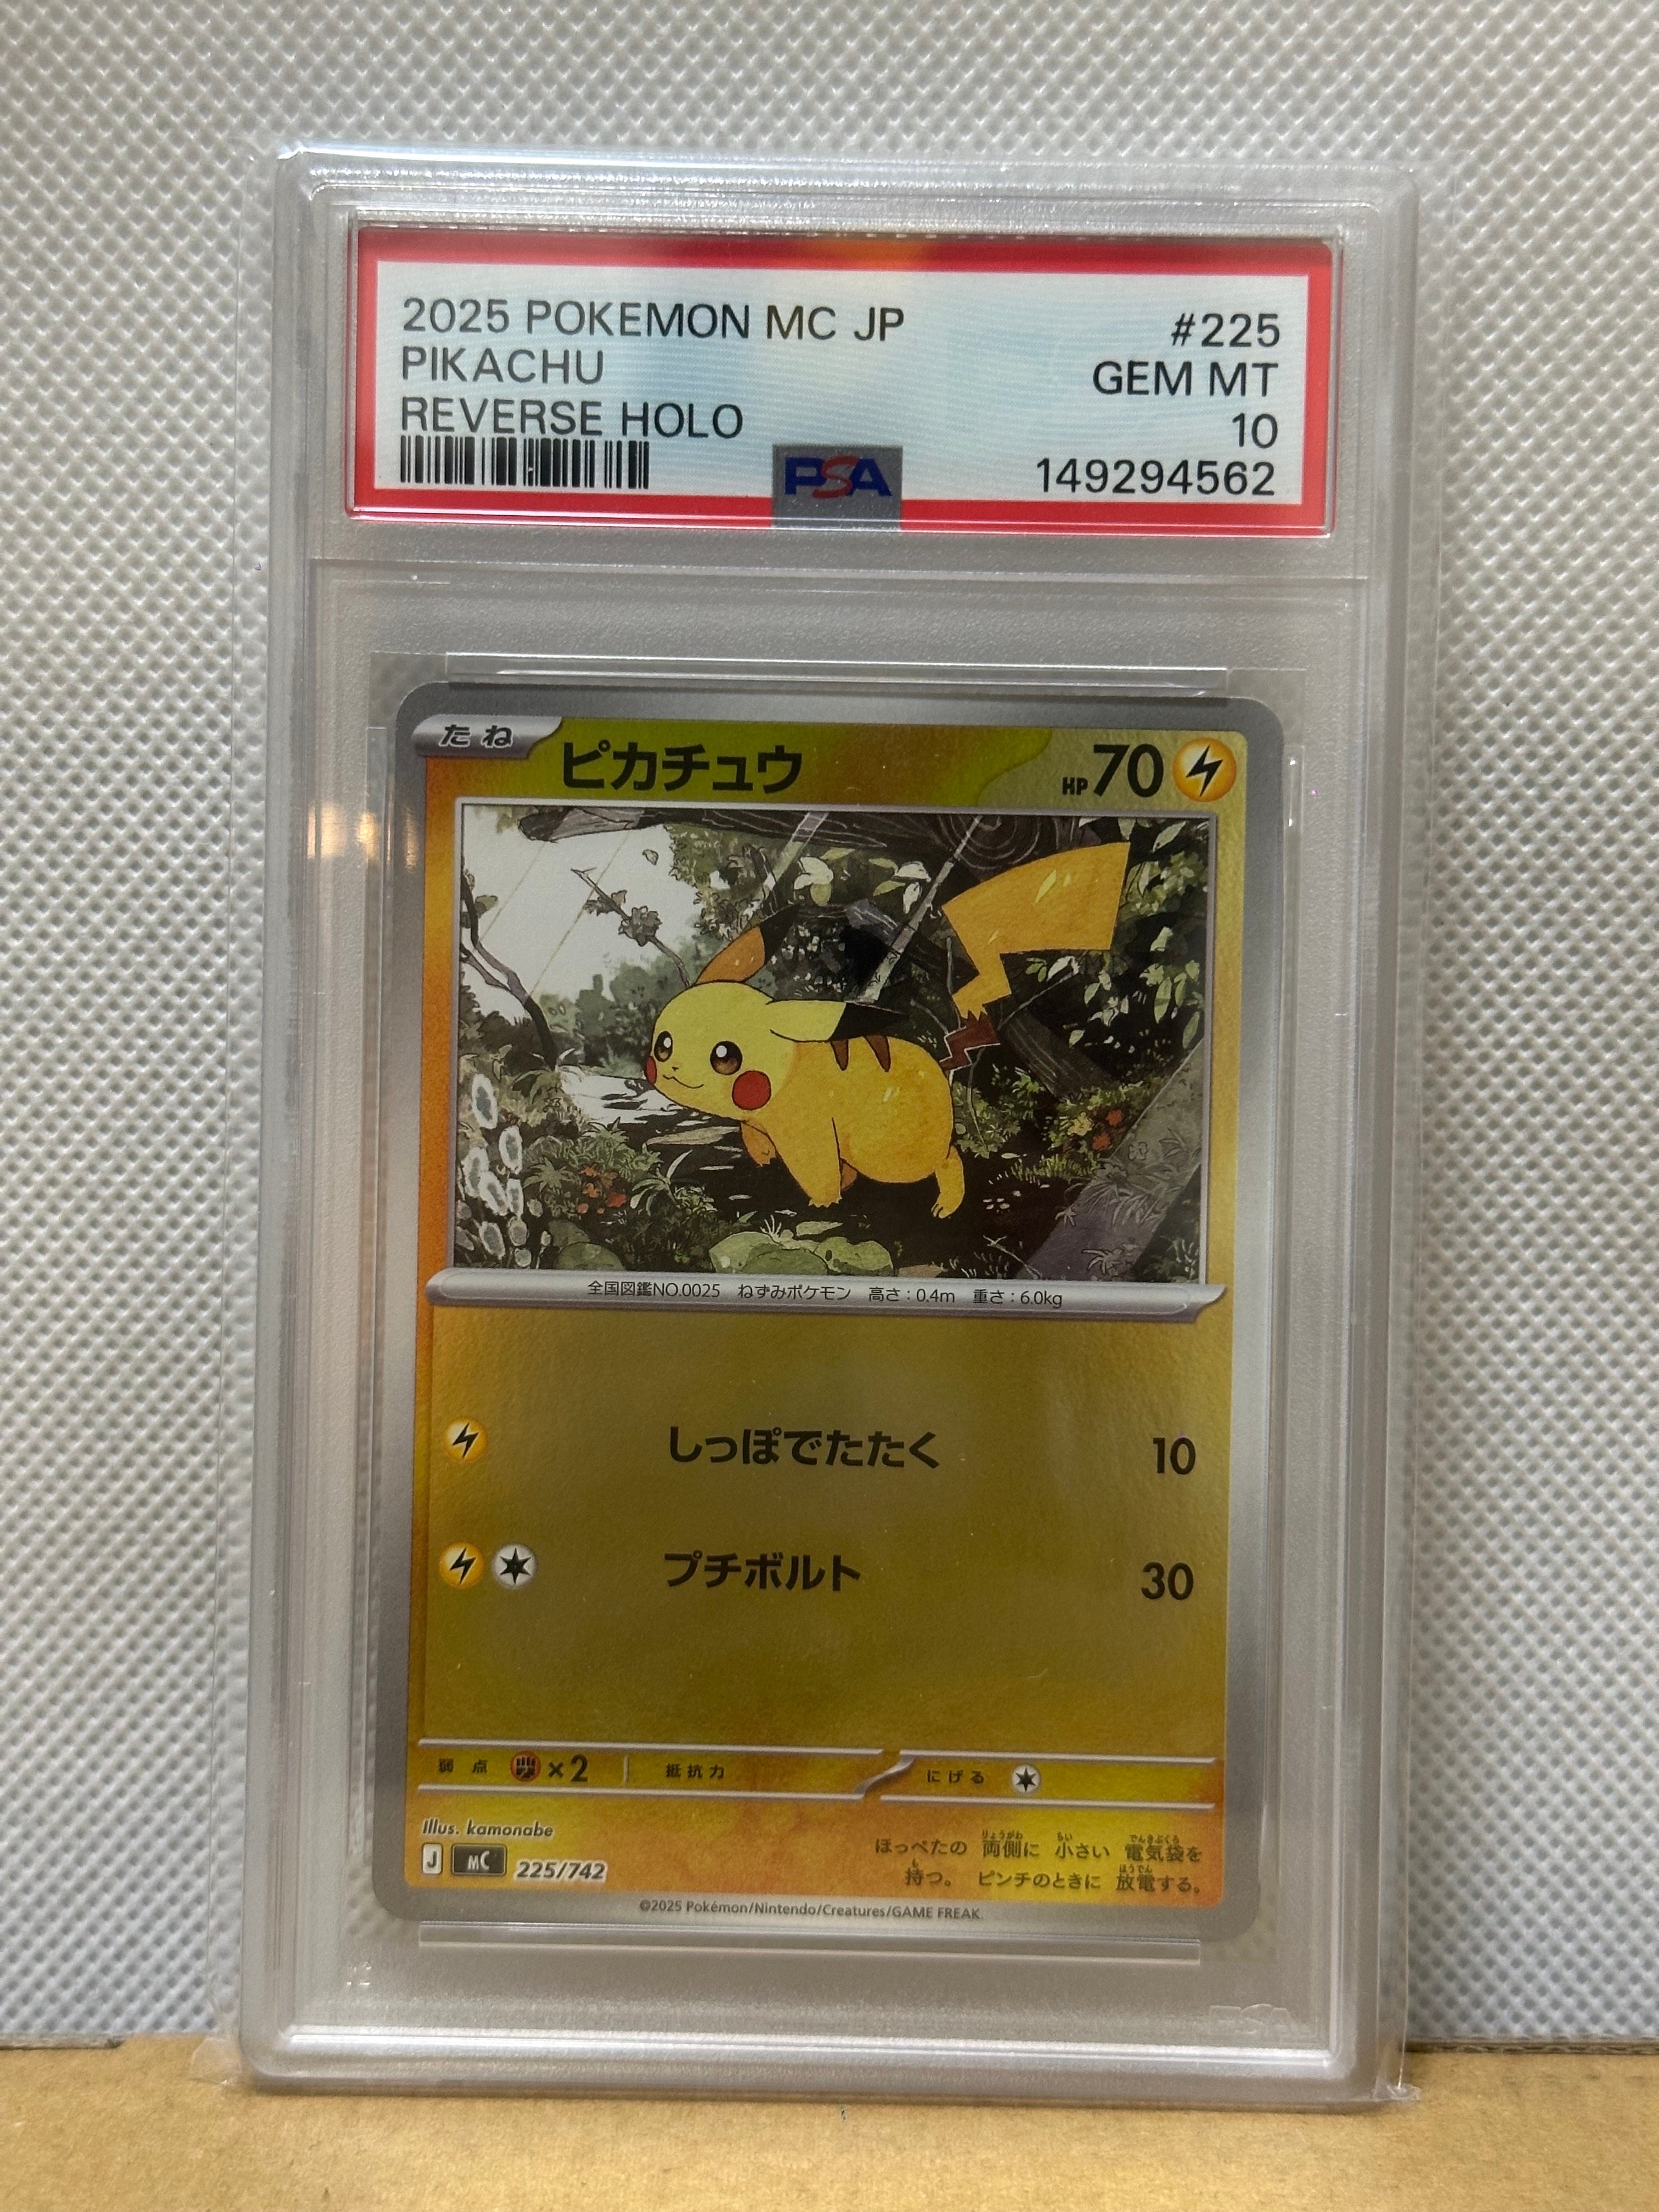 2025 POKEMON MC JP #225
PIKACHU GEM MT
REVERSE HOLO 10
PSA 149294562
たね ピカチュウ HP70
全国図鑑NO.0025 ねずみポケモン 高さ:0.4m 重さ:6.0kg
しっぽでたたく 10
プチボルト 30
弱点 ×2 抵抗力 にげる
Illus. kamonabe
J MC 225/742
ほっぺたの 両側に 小さい 電気袋を
持つ。 ピンチのときに 放電する。
©2025 Pokémon/Nintendo/Creatures/GAME FREAK.